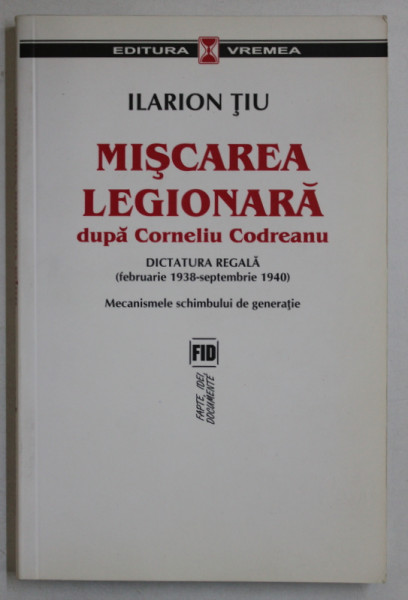 EDITURA VREMEA
ILARION ŢIU
MIŞCAREA
LEGIONARĂ
după Corneliu Codreanu
DICTATURA REGALĂ
(februarie 1938-septembrie 1940)
Mecanismele schimbului de generaţie
FID
FAPTE, IDEI,
DOCUMENTE